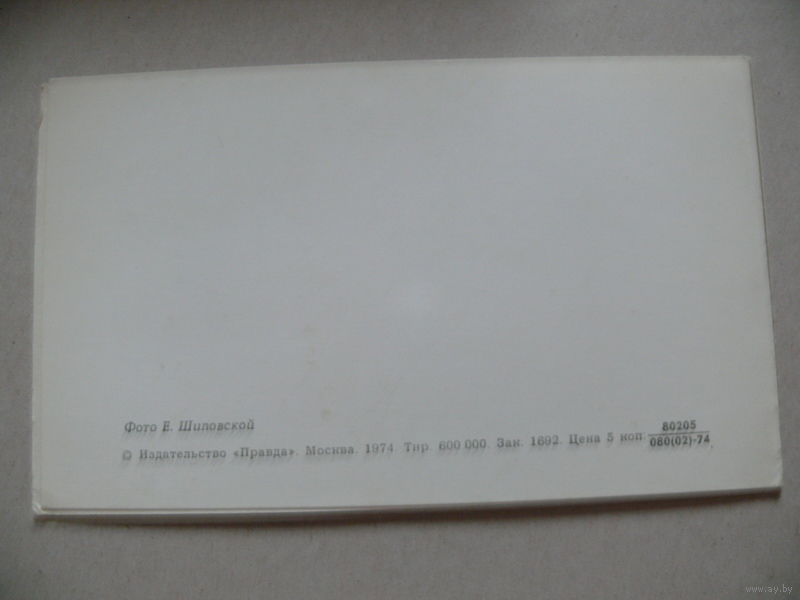 Фото Е. Шиповской
© Издательство «Правда». Москва. 1974. Тир. 600 000. Зак. 1692. Цена 5 коп.
80205
080(02)-74
www.ay.by